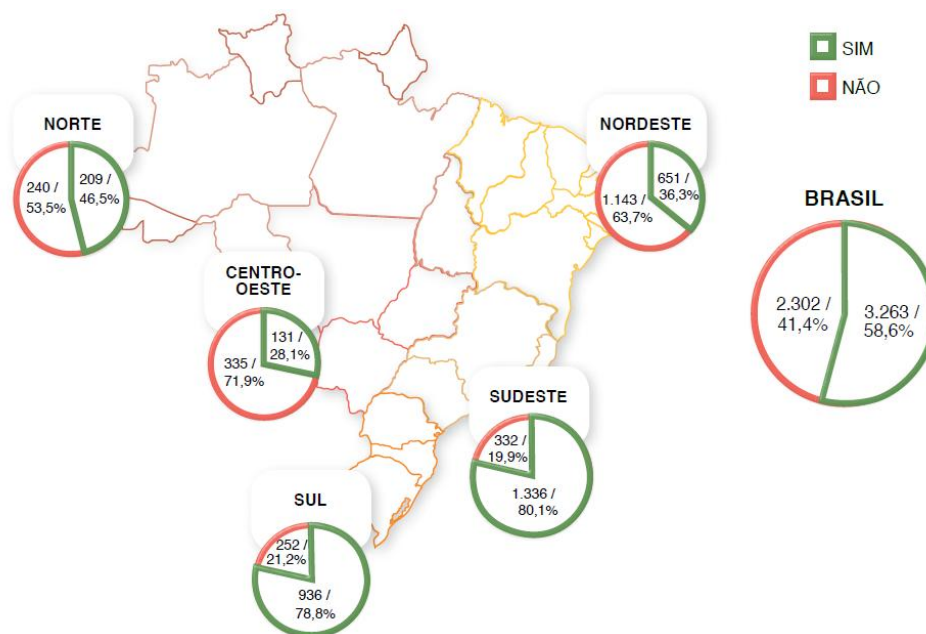 SIM
NÃO
NORTE
240 /
53,5%
209 /
46,5%
NORDESTE
1.143 /
63,7%
651 /
36,3%
BRASIL
2.302 /
41,4%
3.263 /
58,6%
CENTRO-
OESTE
335 /
71,9%
131 /
28,1%
SUDESTE
332 /
19,9%
1.336 /
80,1%
SUL
252 /
21,2%
936 /
78,8%